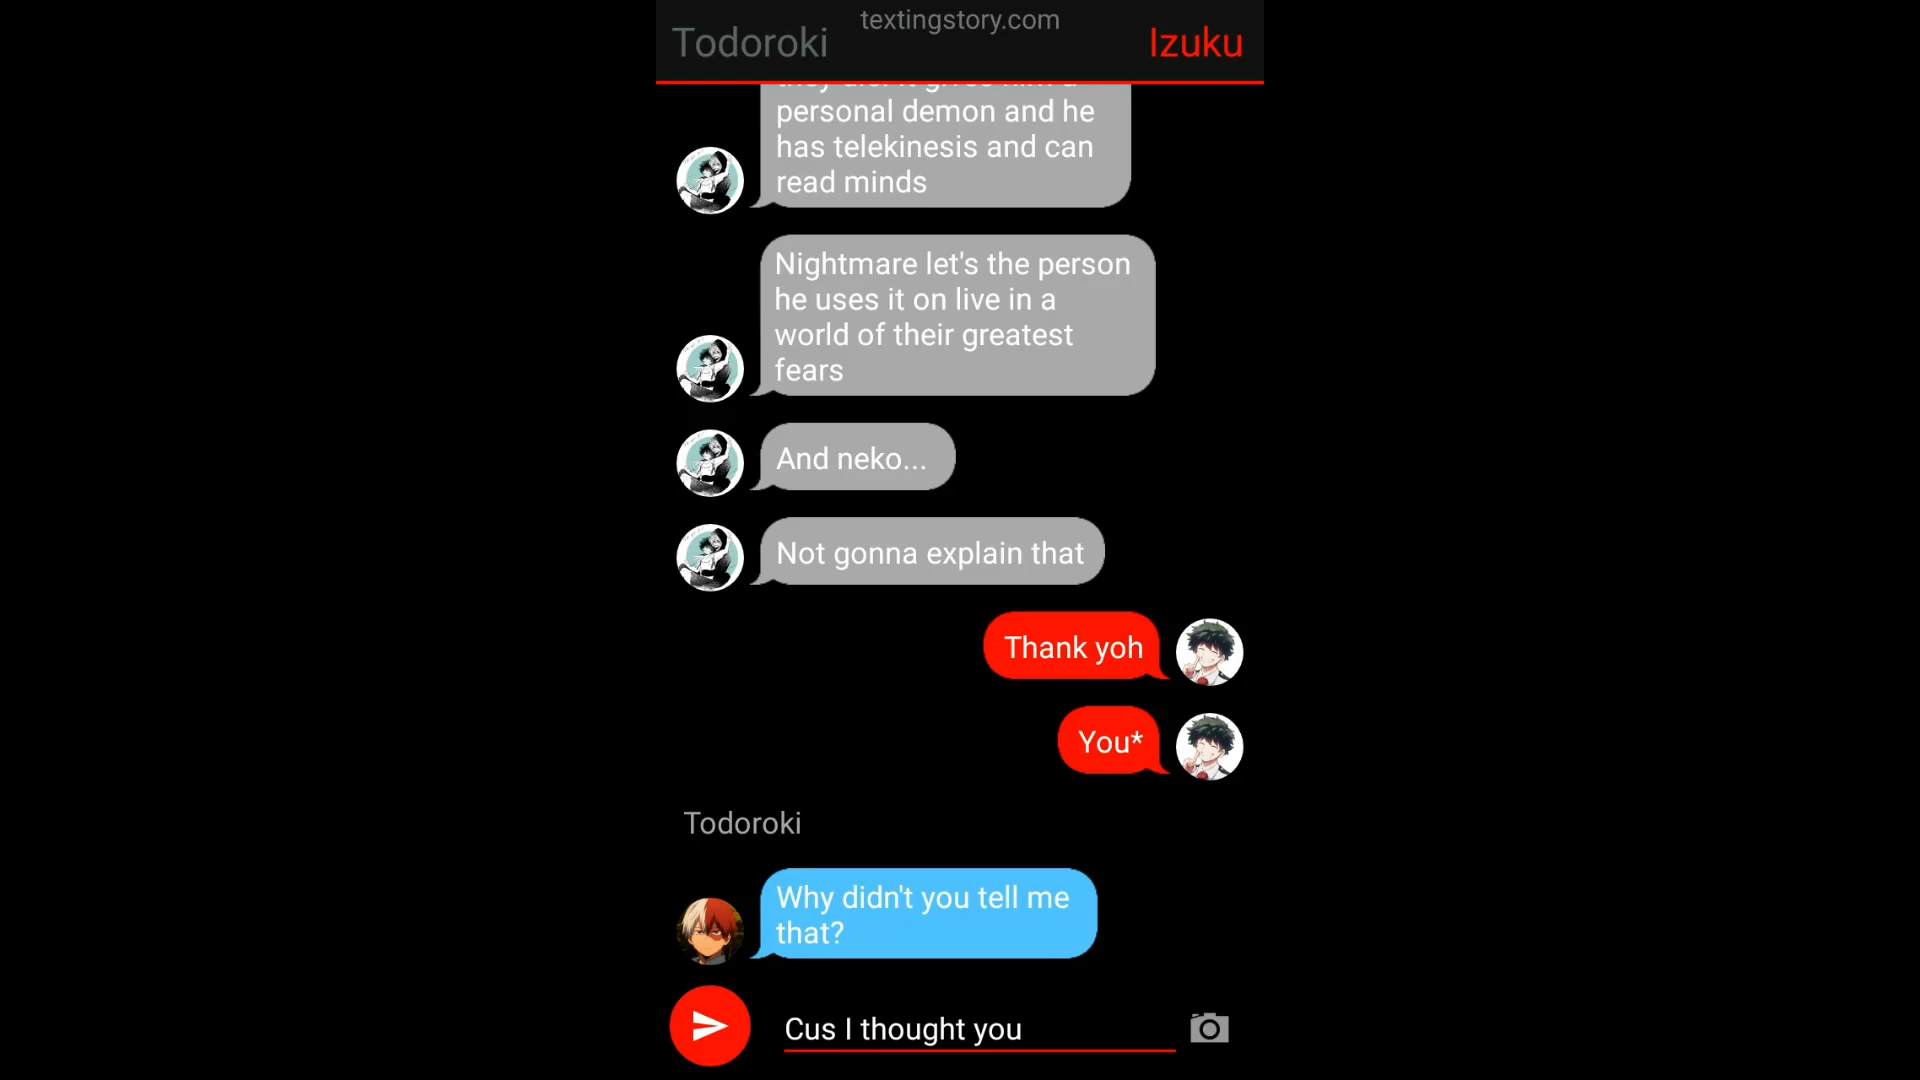 textingstory.com
Todoroki
Izuku
personal demon and he
has telekinesis and can
read minds
Nightmare let's the person
he uses it on live in a
world of their greatest
fears
And neko...
Not gonna explain that
Thank yoh
You*
Todoroki
Why didn't you tell me
that?
Cus I thought you